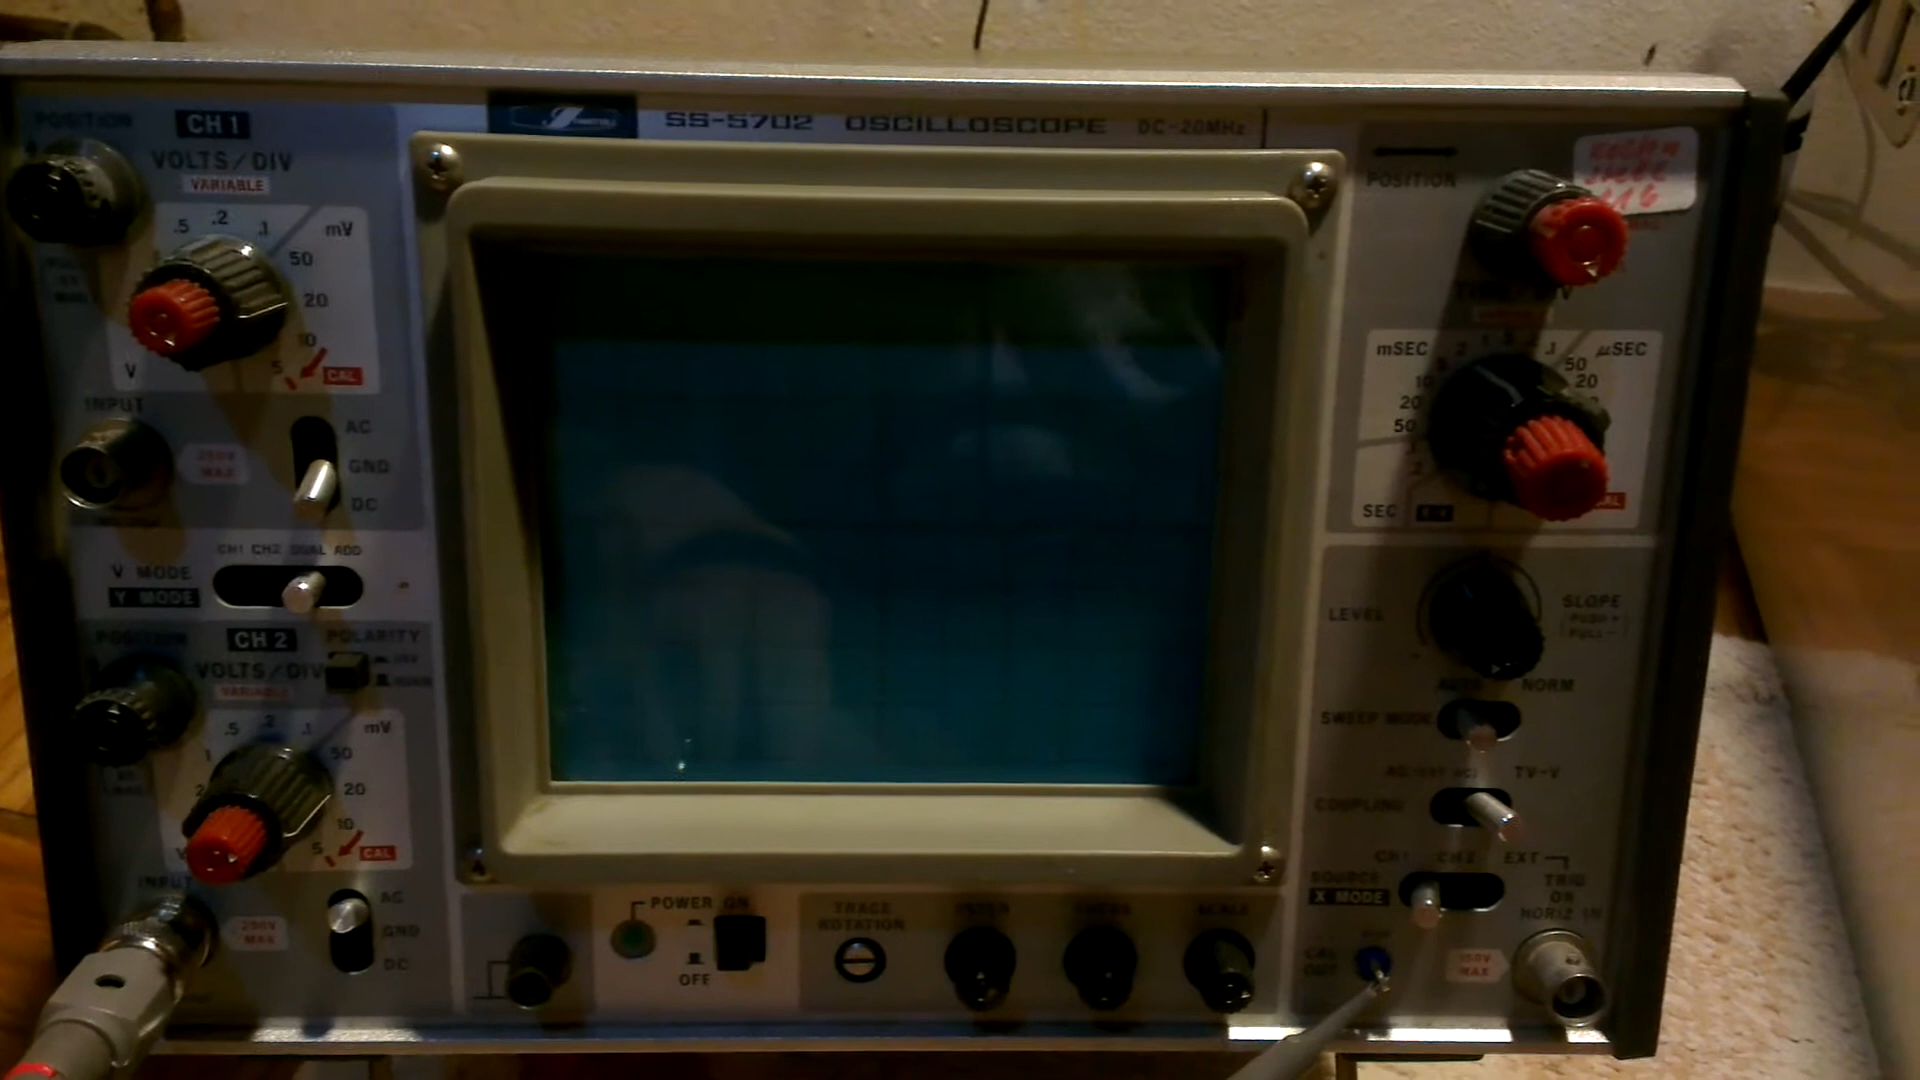 SS-5702 OSCILLOSCOPE DC-20MHz
POSITION
CH 1
VOLTS/DIV
VARIABLE
.5 .2 .1 mV
50
20
10
5
V
CAL
INPUT
250V
MAX
AC
GND
DC
CH1 CH2 DUAL ADD
V MODE
Y MODE
POSITION
CH 2
POLARITY
VOLTS/DIV
VARIABLE
.5 .2 .1 mV
1 50
2 20
10
5
V
CAL
INPUT
250V
MAX
AC
GND
DC
POWER ON
OFF
TRACE
ROTATION
FOCUS
SCALE
POSITION
mSEC 2 1 .1 μSEC
50
20
10
20
50
.1
2
SEC X-Y
CAL
LEVEL
SLOPE
PUSH +
PULL -
AUTO NORM
SWEEP MODE
TV-V
COUPLING
CH1 CH2 EXT
SOURCE
X MODE
TRIG
OR
HORIZ IN
CAL
OUT
150V
MAX